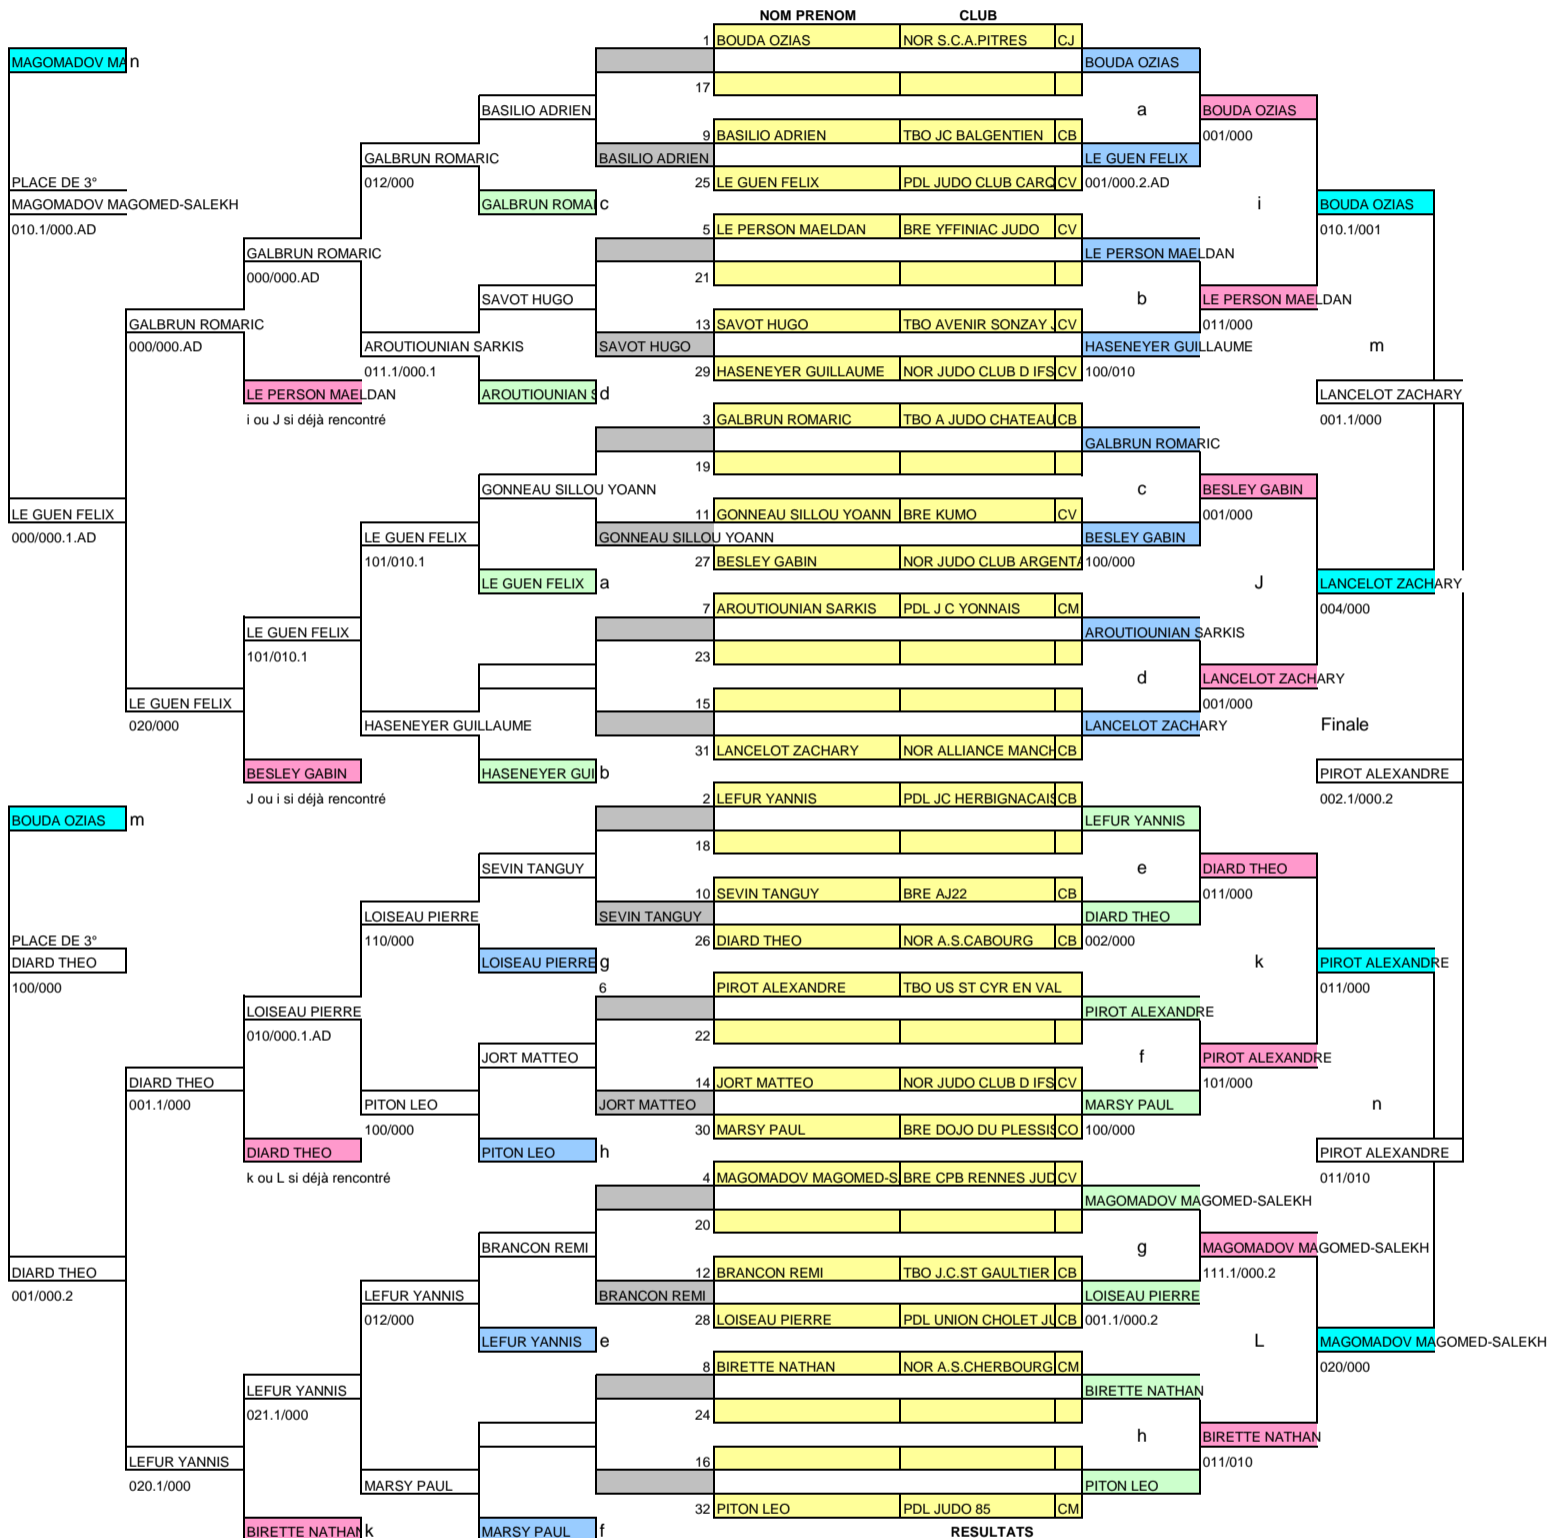 NOM PRENOM CLUB
1 BOUDA OZIAS NOR S.C.A.PITRES CJ
MAGOMADOV MA n BOUDA OZIAS
17
BASILIO ADRIEN a BOUDA OZIAS
9 BASILIO ADRIEN TBO JC BALGENTIEN CB 001/000
GALBRUN ROMARIC BASILIO ADRIEN LE GUEN FELIX
PLACE DE 3° 012/000 25 LE GUEN FELIX PDL JUDO CLUB CARQ CV 001/000.2.AD
MAGOMADOV MAGOMED-SALEKH GALBRUN ROMAI c i BOUDA OZIAS
010.1/000.AD 5 LE PERSON MAELDAN BRE YFFINIAC JUDO CV 010.1/001
GALBRUN ROMARIC LE PERSON MAELDAN
000/000.AD 21
SAVOT HUGO b LE PERSON MAELDAN
GALBRUN ROMARIC 13 SAVOT HUGO TBO AVENIR SONZAY J CV 011/000
000/000.AD AROUTIOUNIAN SARKIS SAVOT HUGO HASENEYER GUILLAUME m
011.1/000.1 29 HASENEYER GUILLAUME NOR JUDO CLUB D IFS CV 100/010
LE PERSON MAELDAN AROUTIOUNIAN S d LANCELOT ZACHARY
i ou J si déjà rencontré 3 GALBRUN ROMARIC TBO A JUDO CHATEAU CB 001.1/000
GALBRUN ROMARIC
19
GONNEAU SILLOU YOANN c BESLEY GABIN
LE GUEN FELIX 11 GONNEAU SILLOU YOANN BRE KUMO CV 001/000
000/000.1.AD LE GUEN FELIX GONNEAU SILLOU YOANN BESLEY GABIN
101/010.1 27 BESLEY GABIN NOR JUDO CLUB ARGENTA 100/000
LE GUEN FELIX a J LANCELOT ZACHARY
7 AROUTIOUNIAN SARKIS PDL J C YONNAIS CM 004/000
LE GUEN FELIX AROUTIOUNIAN SARKIS
101/010.1 23
d LANCELOT ZACHARY
LE GUEN FELIX 15 001/000
020/000 HASENEYER GUILLAUME LANCELOT ZACHARY Finale
31 LANCELOT ZACHARY NOR ALLIANCE MANCH CB
BESLEY GABIN HASENEYER GUI b PIROT ALEXANDRE
J ou i si déjà rencontré 2 LEFUR YANNIS PDL JC HERBIGNACAIS CB 002.1/000.2
BOUDA OZIAS m LEFUR YANNIS
18
SEVIN TANGUY e DIARD THEO
10 SEVIN TANGUY BRE AJ22 CB 011/000
LOISEAU PIERRE SEVIN TANGUY DIARD THEO
PLACE DE 3° 110/000 26 DIARD THEO NOR A.S.CABOURG CB 002/000
DIARD THEO LOISEAU PIERRE g k PIROT ALEXANDRE
100/000 6 PIROT ALEXANDRE TBO US ST CYR EN VAL 011/000
LOISEAU PIERRE PIROT ALEXANDRE
010/000.1.AD 22
JORT MATTEO f PIROT ALEXANDRE
DIARD THEO 14 JORT MATTEO NOR JUDO CLUB D IFS CV 101/000
001.1/000 PITON LEO JORT MATTEO MARSY PAUL n
100/000 30 MARSY PAUL BRE DOJO DU PLESSIS CO 100/000
DIARD THEO PITON LEO h PIROT ALEXANDRE
k ou L si déjà rencontré 4 MAGOMADOV MAGOMED-S BRE CPB RENNES JUD CV 011/010
MAGOMADOV MAGOMED-SALEKH
20
BRANCON REMI g MAGOMADOV MAGOMED-SALEKH
DIARD THEO 12 BRANCON REMI TBO J.C.ST GAULTIER CB 111.1/000.2
001/000.2 LEFUR YANNIS BRANCON REMI LOISEAU PIERRE
012/000 28 LOISEAU PIERRE PDL UNION CHOLET JU CB 001.1/000.2
LEFUR YANNIS e L MAGOMADOV MAGOMED-SALEKH
8 BIRETTE NATHAN NOR A.S.CHERBOURG CM 020/000
LEFUR YANNIS BIRETTE NATHAN
021.1/000 24
h BIRETTE NATHAN
LEFUR YANNIS 16 011/010
020.1/000 MARSY PAUL PITON LEO
32 PITON LEO PDL JUDO 85 CM
BIRETTE NATHAN k MARSY PAUL f RESULTATS